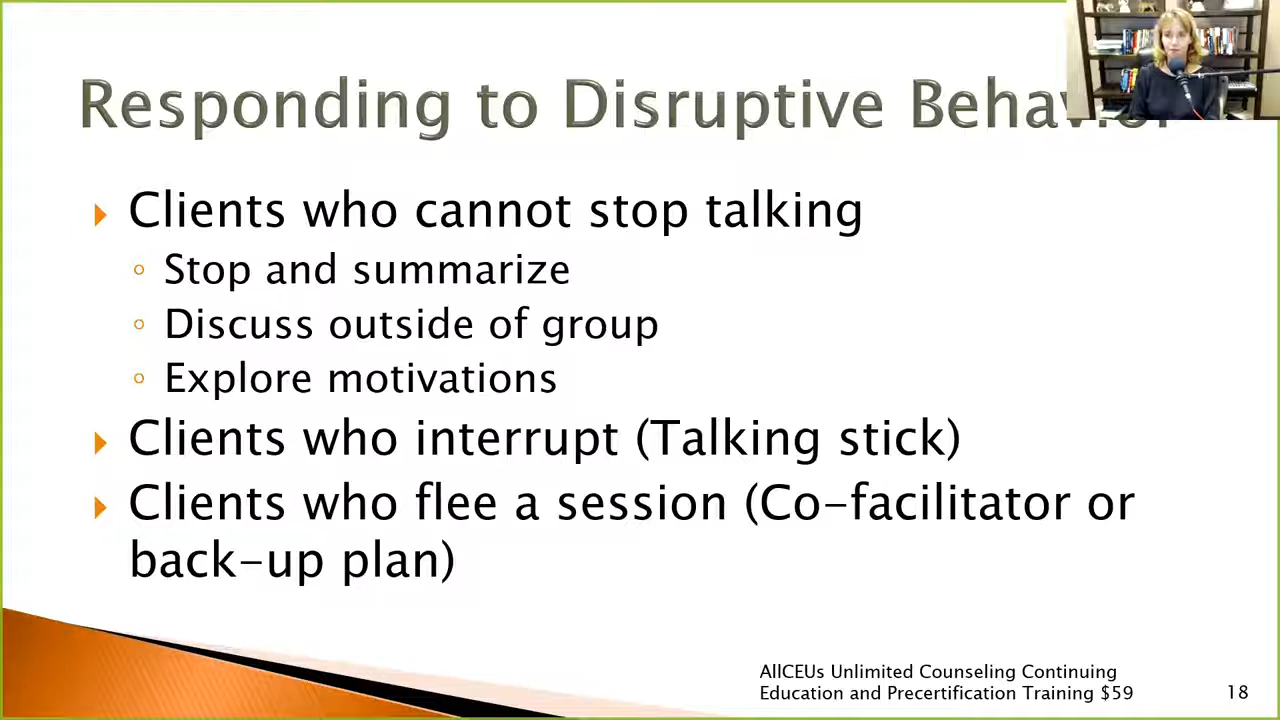 Responding to Disruptive Behavior
Clients who cannot stop talking
Stop and summarize
Discuss outside of group
Explore motivations
Clients who interrupt (Talking stick)
Clients who flee a session (Co-facilitator or
back-up plan)
AllCEUs Unlimited Counseling Continuing
Education and Precertification Training $59
18